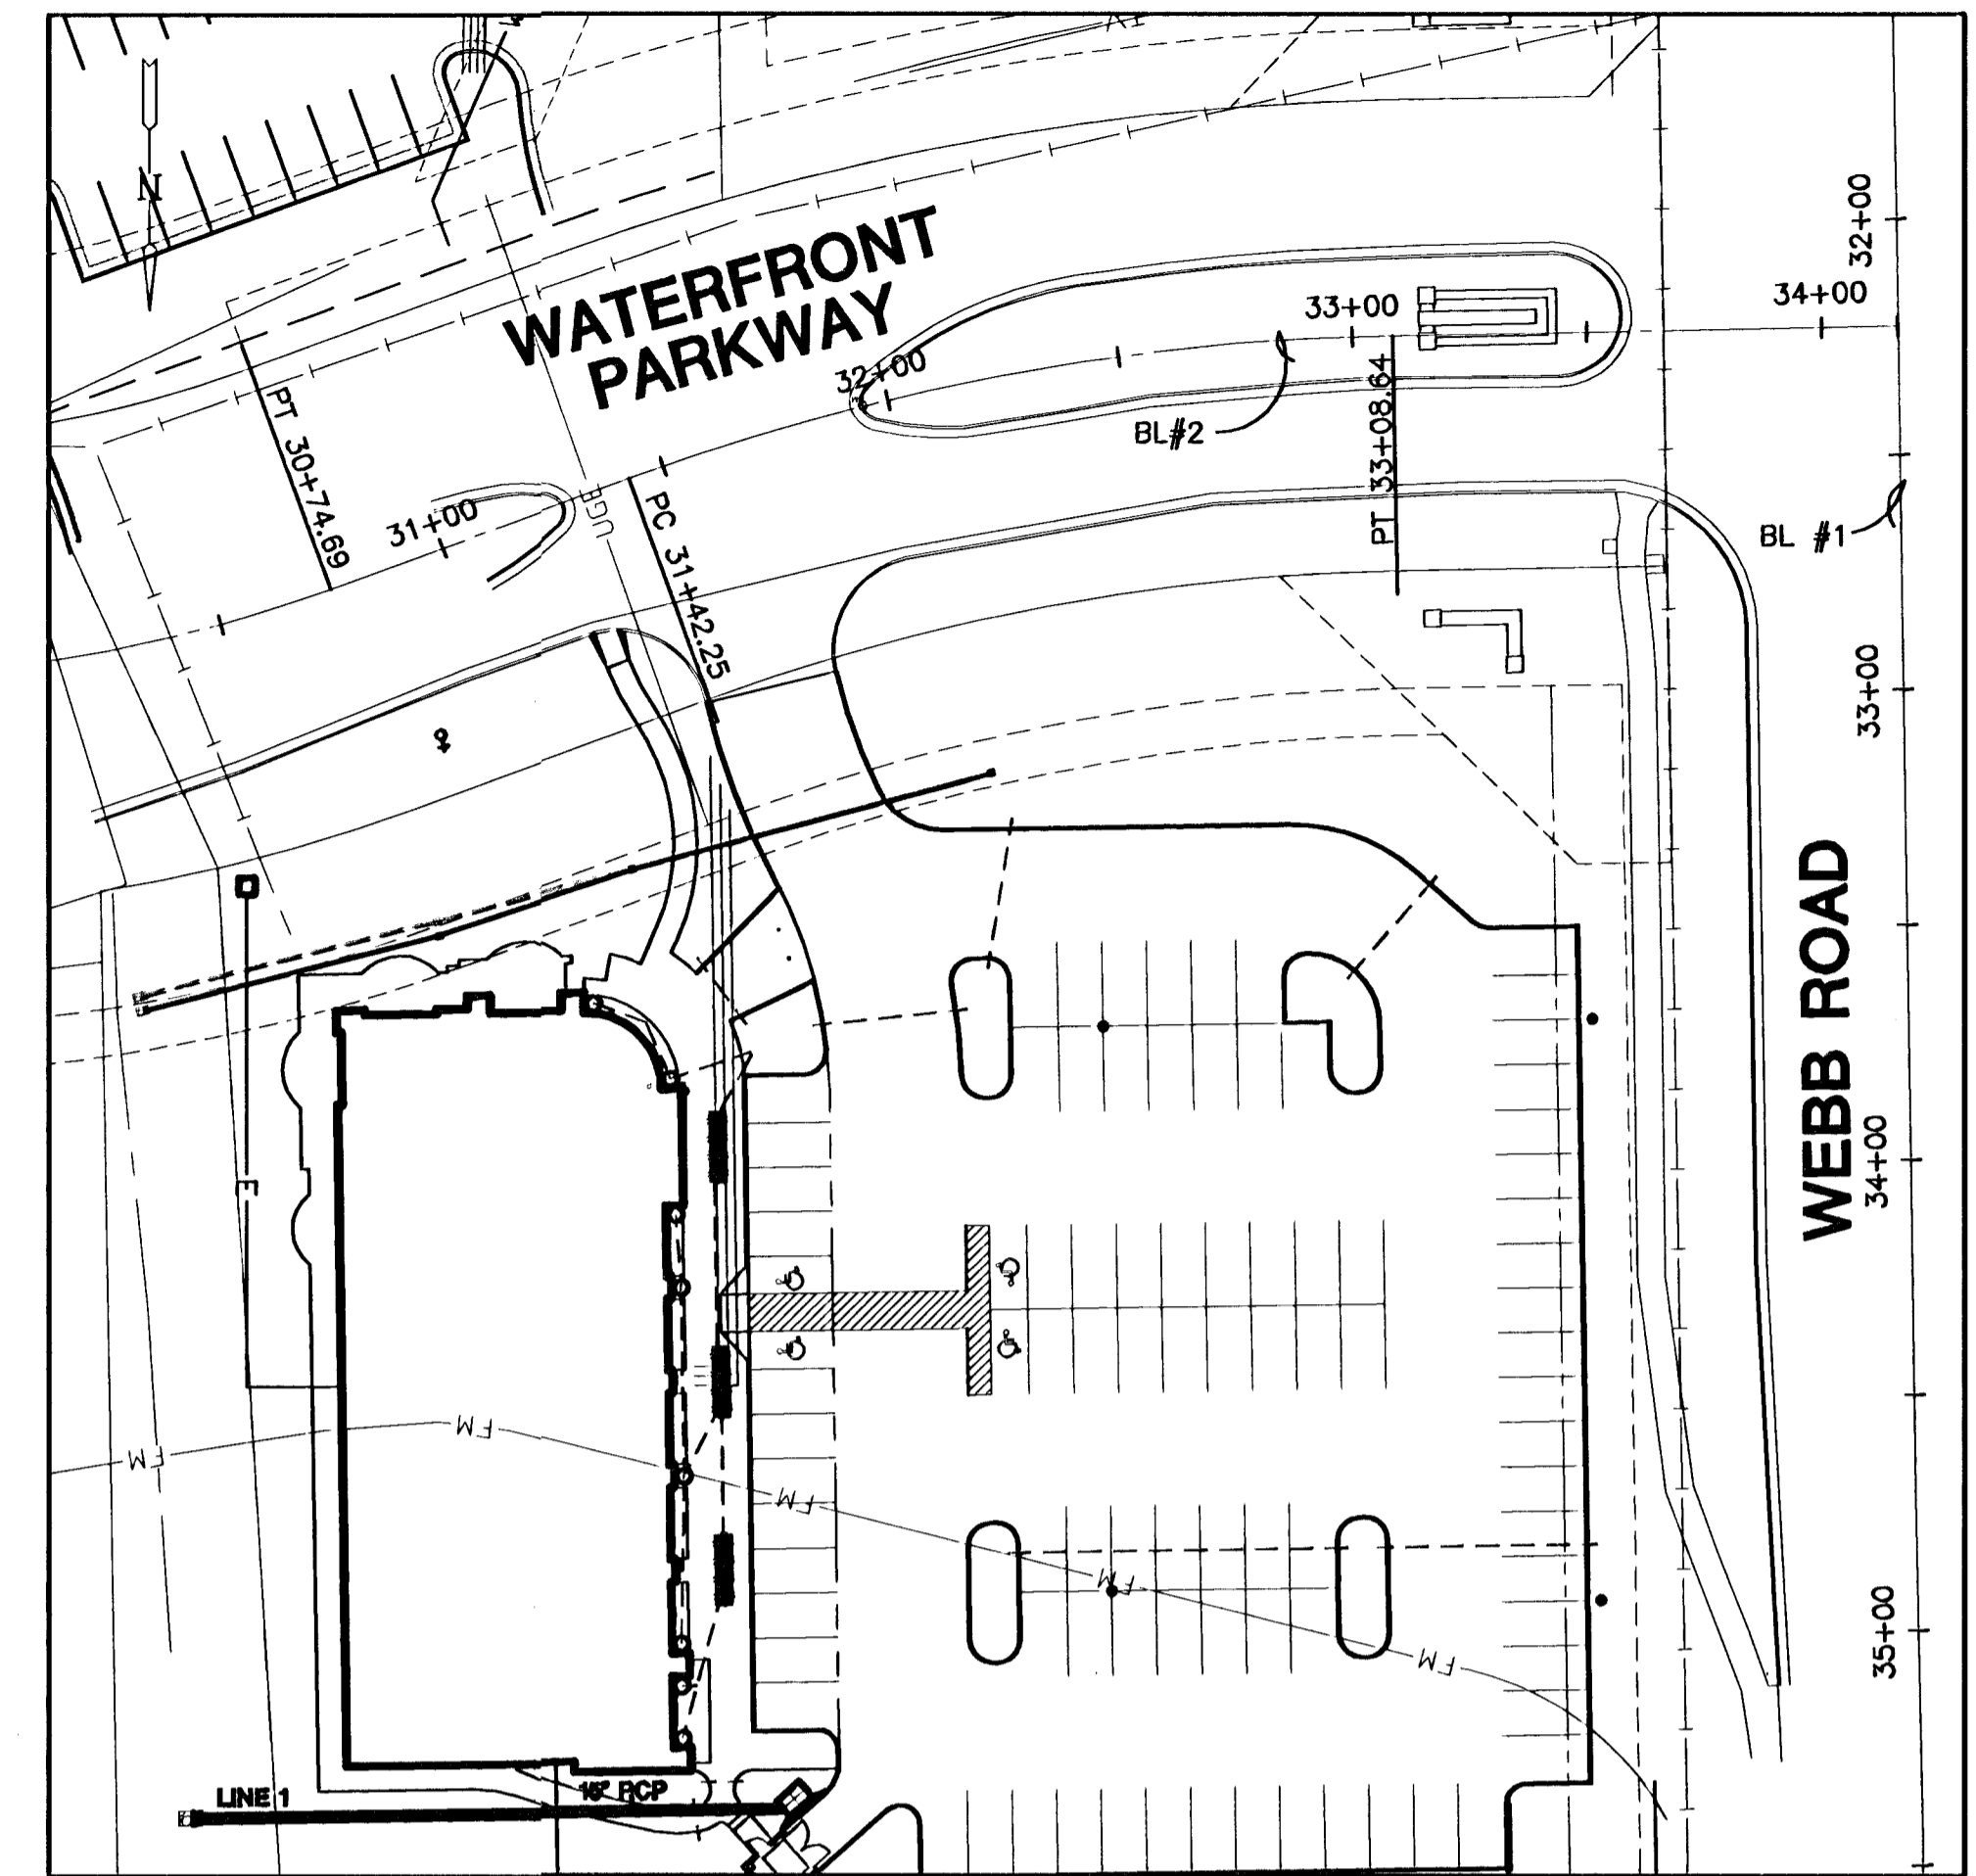 N
WATERFRONT
PARKWAY
32+00
34+00
33+00
32+00
BL#2
PT 33+08.64
PT 30+74.69
31+00
UGE
PC 31+42.25
BL #1
33+00
WEBB ROAD
34+00
E
FM
FM
FM
FM
FM
35+00
LINE 1
15" RCP